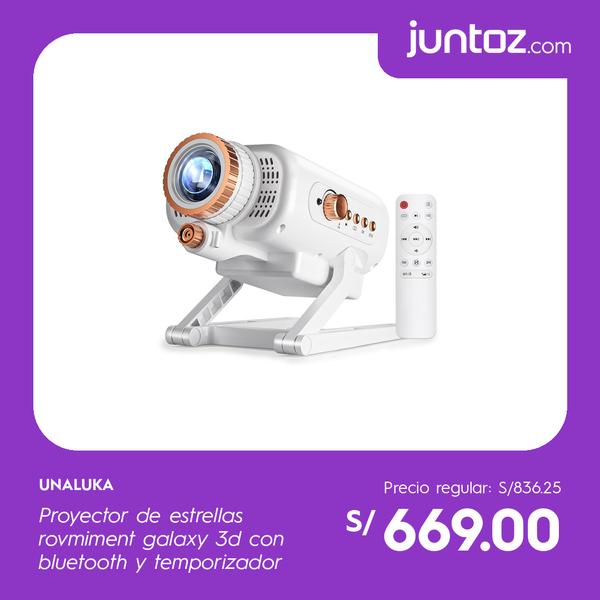 juntoz.com
UNALUKA
Proyector de estrellas
rovmiment galaxy 3d con
bluetooth y temporizador
Precio regular: S/836.25
S/ 669.00